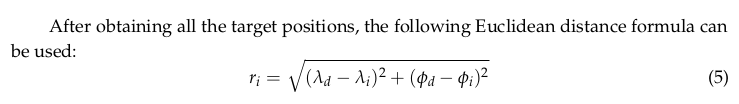 After obtaining all the target positions, the following Euclidean distance formula can
be used:
r_i = √((λ_d − λ_i)² + (ϕ_d − ϕ_i)²) (5)